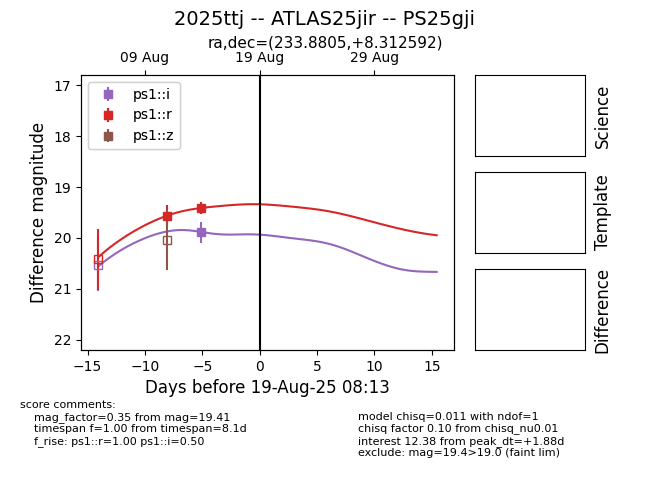 2025ttj -- ATLAS25jir -- PS25gji
ra,dec=(233.8805,+8.312592)
09 Aug 19 Aug 29 Aug
ps1::i
ps1::r
ps1::z
17
18
19
20
21
22
Difference magnitude
−15 −10 −5 0 5 10 15
Days before 19-Aug-25 08:13
Science
Template
Difference
score comments:
mag_factor=0.35 from mag=19.41
timespan f=1.00 from timespan=8.1d
f_rise: ps1::r=1.00 ps1::i=0.50
model chisq=0.011 with ndof=1
chisq factor 0.10 from chisq_nu0.01
interest 12.38 from peak_dt=+1.88d
exclude: mag=19.4>19.0 (faint lim)